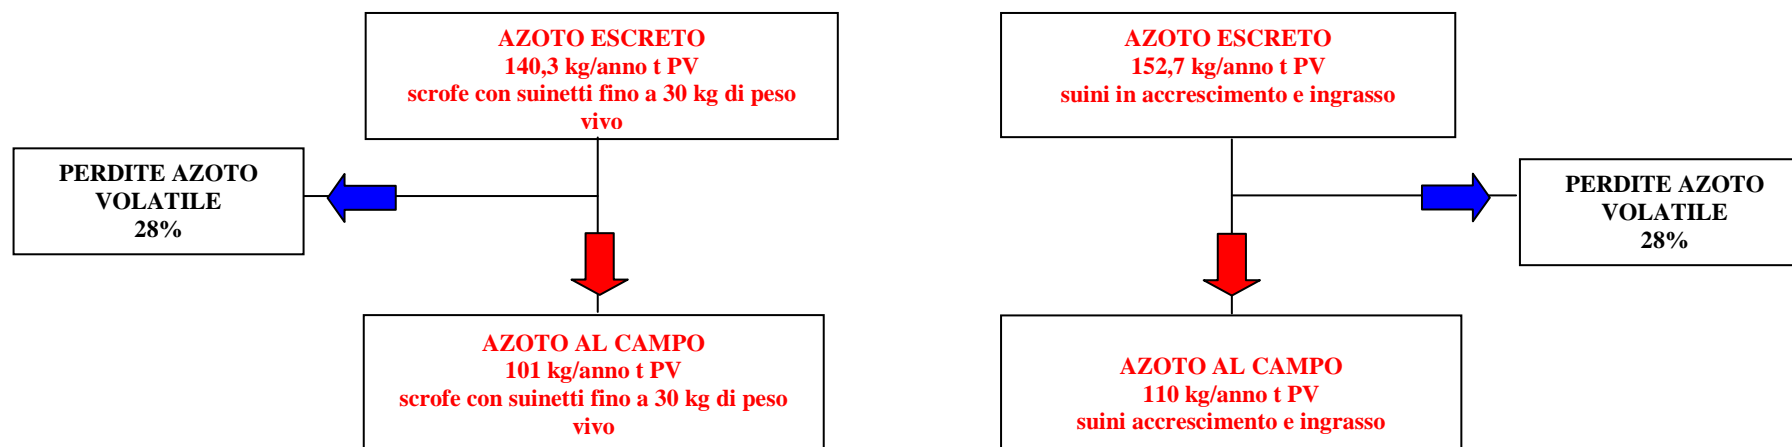 AZOTO ESCRETO
140,3 kg/anno t PV
scrofe con suinetti fino a 30 kg di peso
vivo
AZOTO ESCRETO
152,7 kg/anno t PV
suini in accrescimento e ingrasso
PERDITE AZOTO
VOLATILE
28%
PERDITE AZOTO
VOLATILE
28%
AZOTO AL CAMPO
101 kg/anno t PV
scrofe con suinetti fino a 30 kg di peso
vivo
AZOTO AL CAMPO
110 kg/anno t PV
suini accrescimento e ingrasso